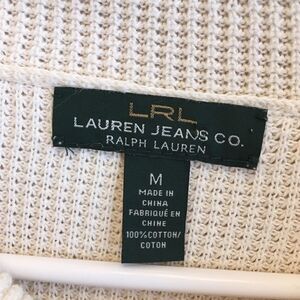 LRL
LAUREN JEANS CO.
RALPH LAUREN
M
MADE IN
CHINA
FABRIQUÉ EN
CHINE
100%COTTON/
COTON